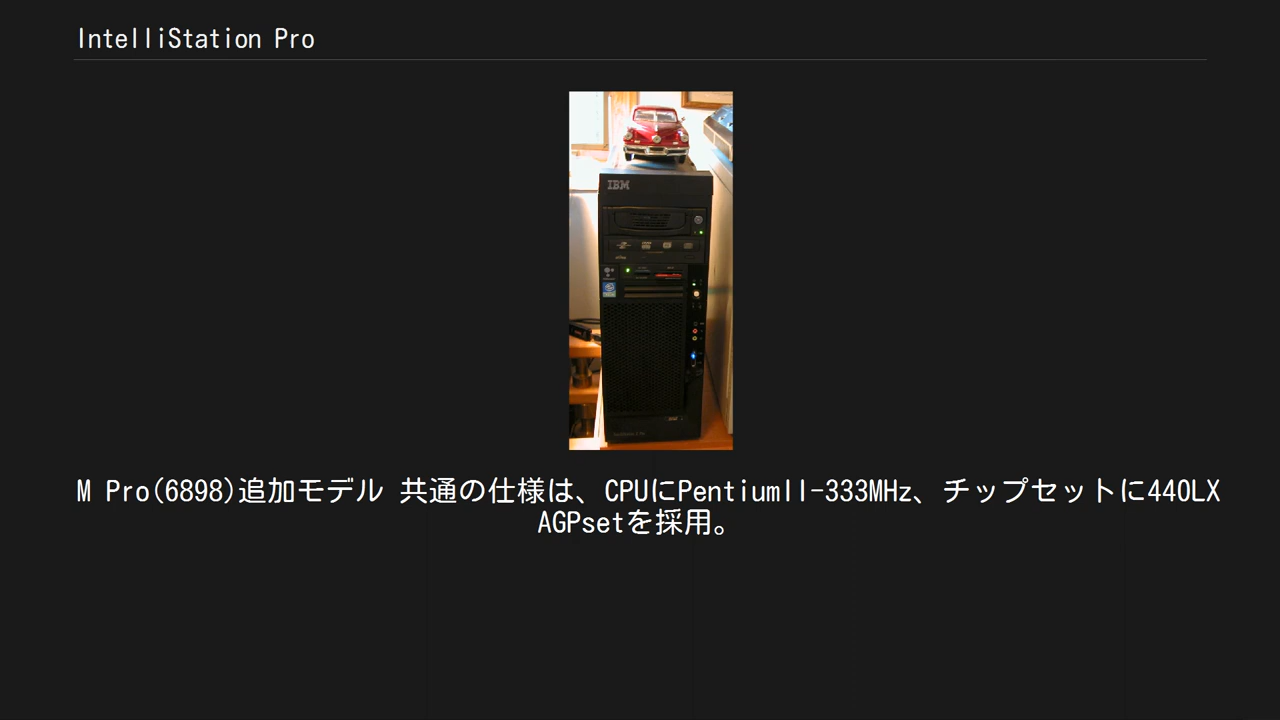 IntelliStation Pro
IBM
M Pro(6898)追加モデル 共通の仕様は、CPUにPentiumII-333MHz、チップセットに440LX
AGPsetを採用。